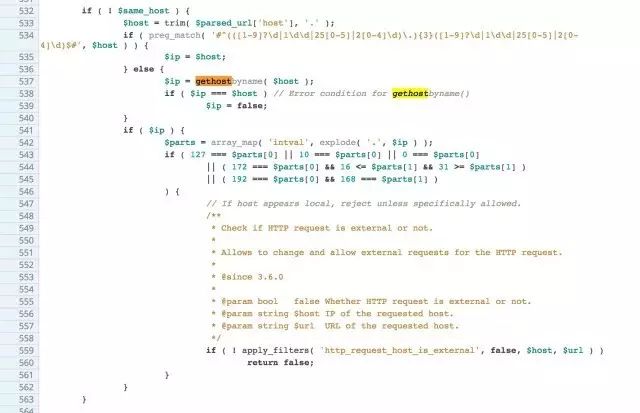 532 if ( ! $same_host ) {
533 $host = trim( $parsed_url['host'], '.' );
534 if ( preg_match( '#^(([1-9]?\d|1\d\d|25[0-5]|2[0-4]\d)\.){3}([1-9]?\d|1\d\d|25[0-5]|2[0-
4]\d)$#', $host ) ) {
535 $ip = $host;
536 } else {
537 $ip = gethostbyname( $host );
538 if ( $ip === $host ) // Error condition for gethostbyname()
539 $ip = false;
540 }
541 if ( $ip ) {
542 $parts = array_map( 'intval', explode( '.', $ip ) );
543 if ( 127 === $parts[0] || 10 === $parts[0] || 0 === $parts[0]
544 || ( 172 === $parts[0] && 16 <= $parts[1] && 31 >= $parts[1] )
545 || ( 192 === $parts[0] && 168 === $parts[1] )
546 ) {
547 // If host appears local, reject unless specifically allowed.
548 /**
549 * Check if HTTP request is external or not.
550 *
551 * Allows to change and allow external requests for the HTTP request.
552 *
553 * @since 3.6.0
554 *
555 * @param bool false Whether HTTP request is external or not.
556 * @param string $host IP of the requested host.
557 * @param string $url URL of the requested host.
558 */
559 if ( ! apply_filters( 'http_request_host_is_external', false, $host, $url ) )
560 return false;
561 }
562 }
563 }